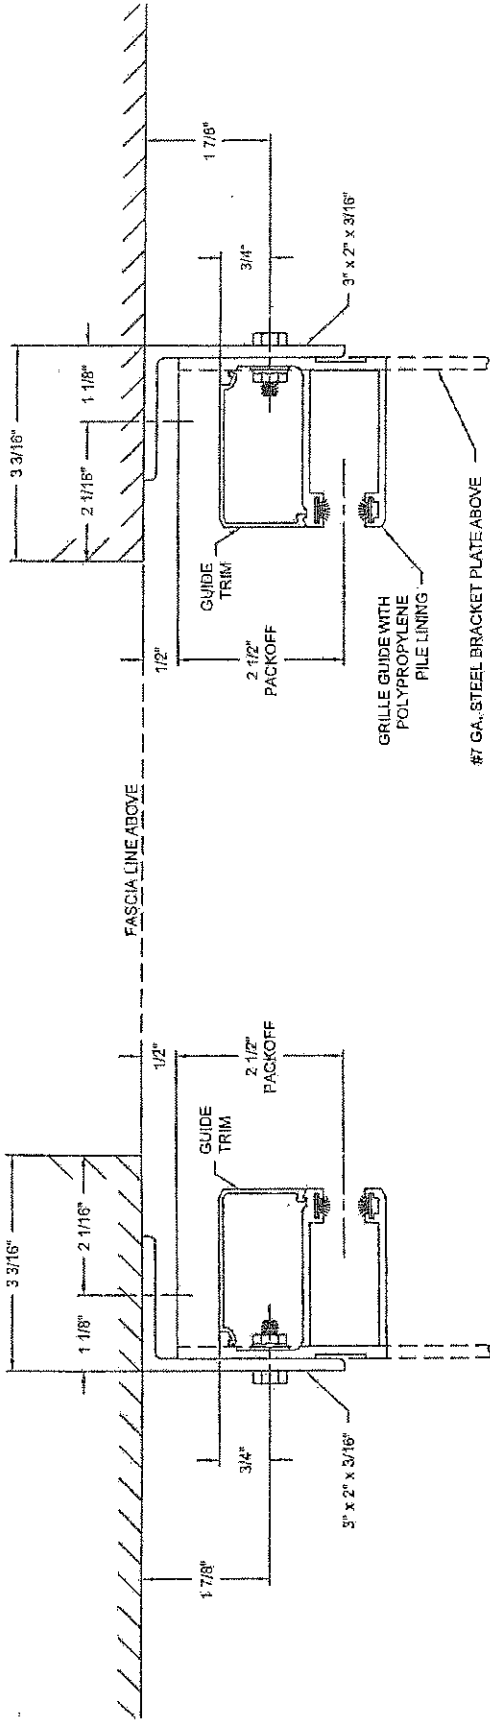 3 3/16"
1 1/8"
2 1/16"
1/2"
2 1/2"
PACKOFF
GUIDE
TRIM
3/4"
1 7/8"
3" x 2" x 3/16"
FASCIA LINE ABOVE
3 3/16"
2 1/16"
1 1/8"
1/2"
2 1/2"
PACKOFF
GUIDE
TRIM
3/4"
1 7/8"
3" x 2" x 3/16"
GRILLE GUIDE WITH
POLYPROPYLENE
PILE LINING
#7 GA. STEEL BRACKET PLATE ABOVE